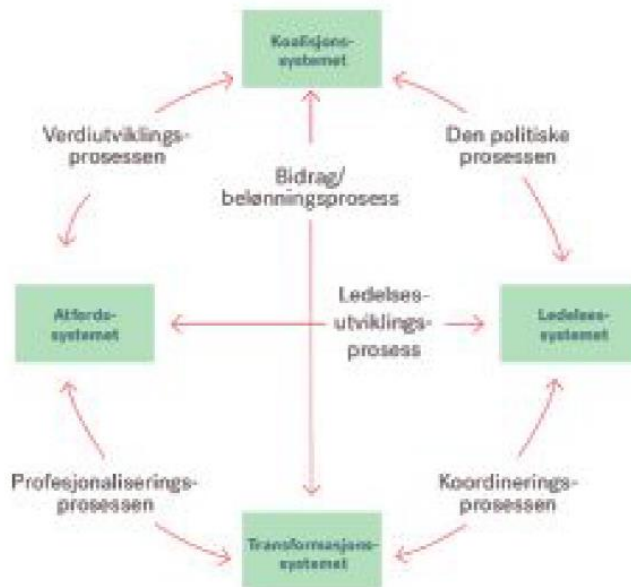 Koalisjons-
systemet
Verdiutviklings-
prosessen
Den politiske
prosessen
Bidrag/
belønningsprosess
Atferds-
systemet
Ledelses-
utviklings-
prosess
Ledelses-
systemet
Profesjonaliserings-
prosessen
Koordinerings-
prosessen
Transformasjons-
systemet